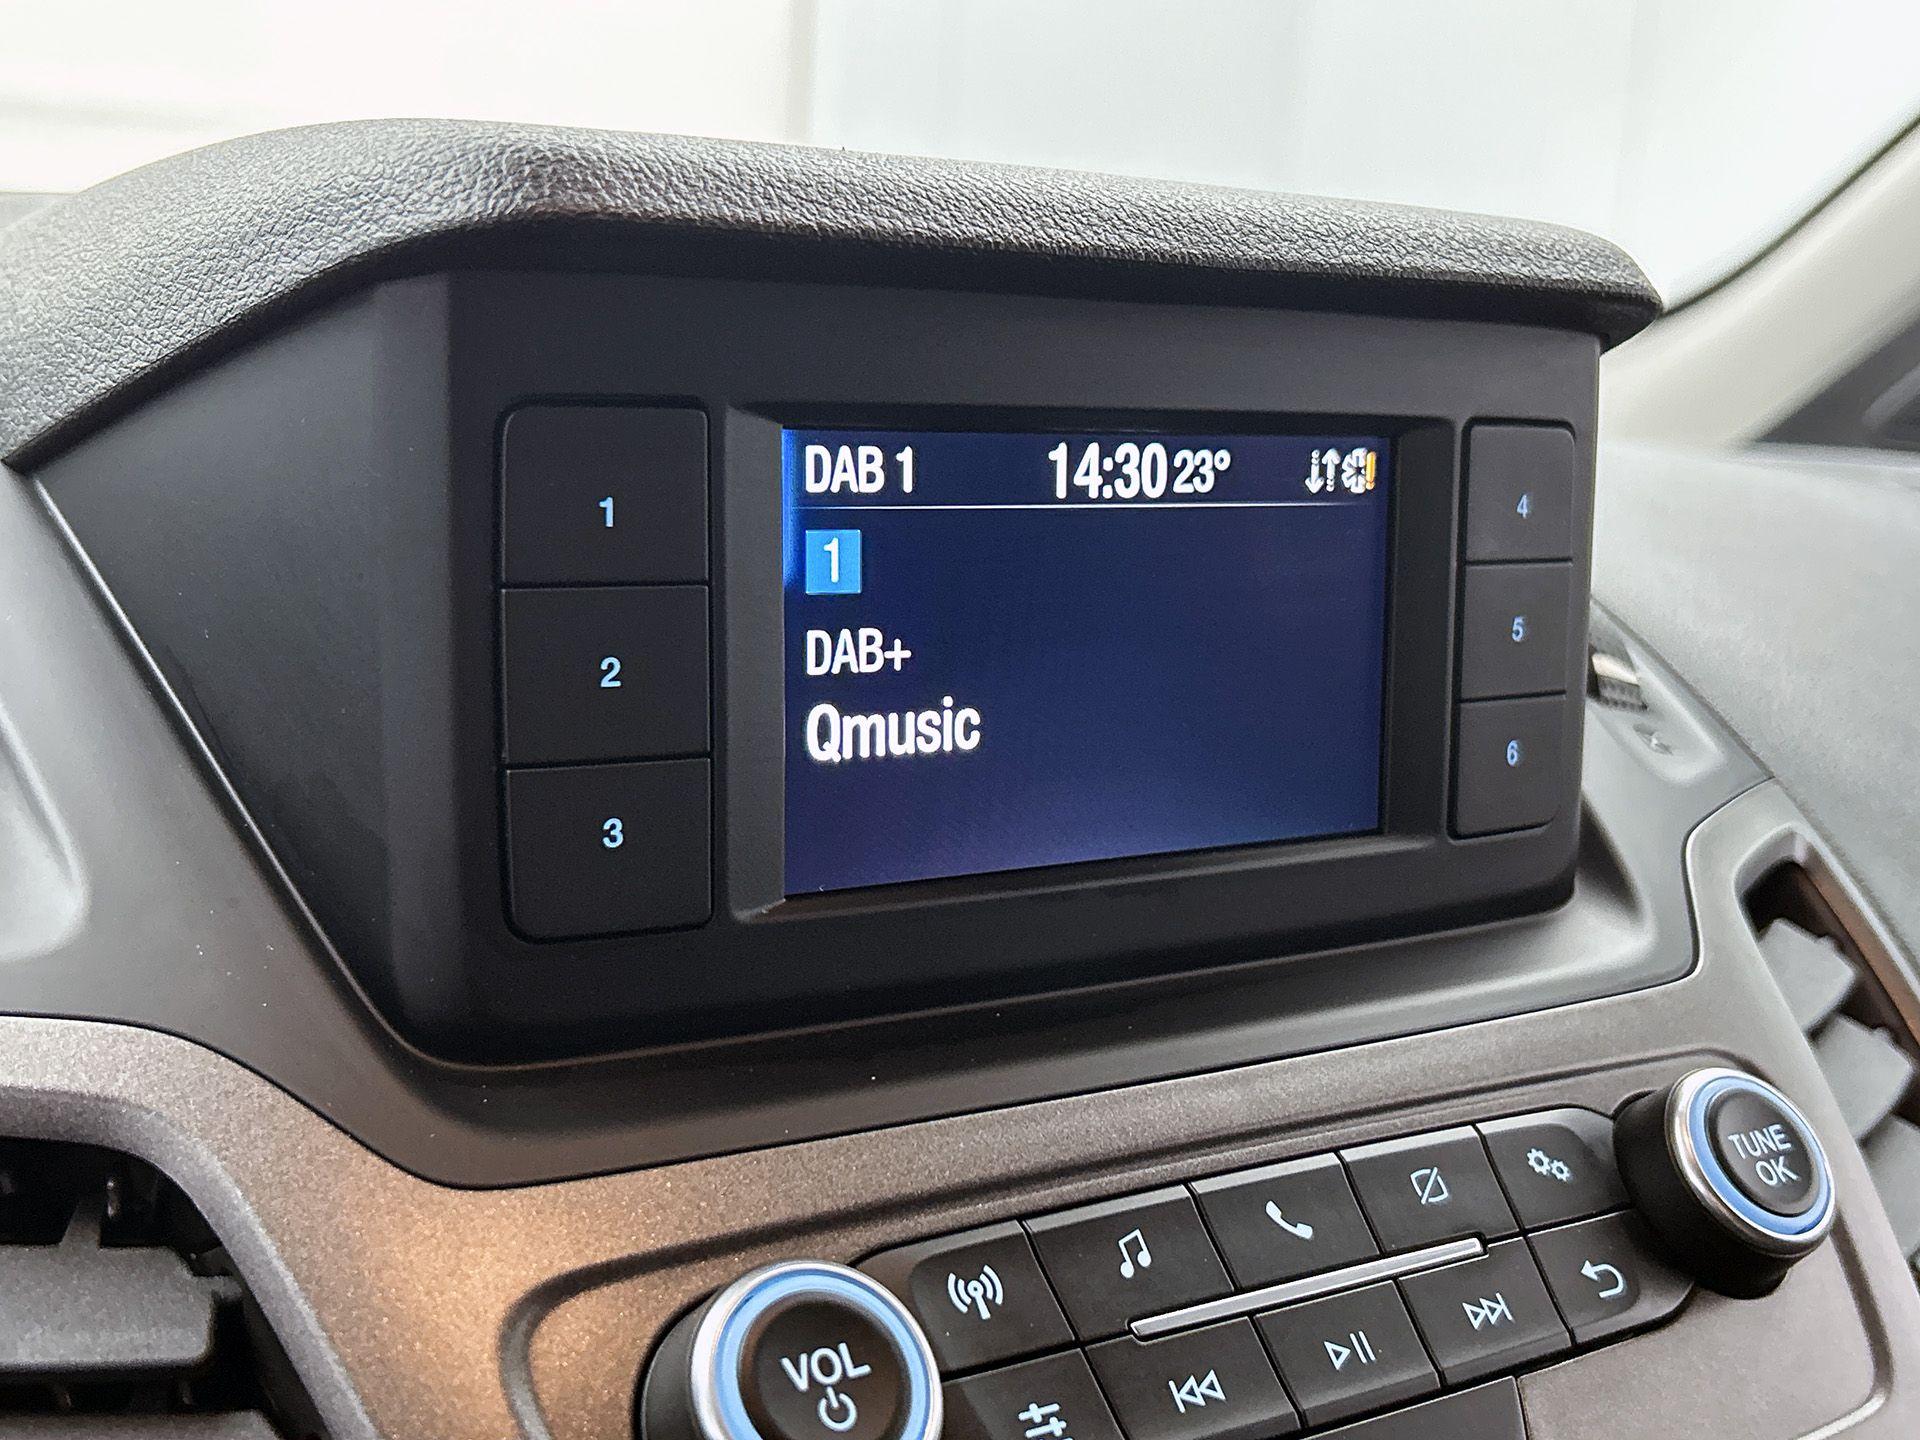 DAB 1 14:30 23°
1
DAB+
Qmusic
1
2
3
4
5
6
VOL
TUNE
OK